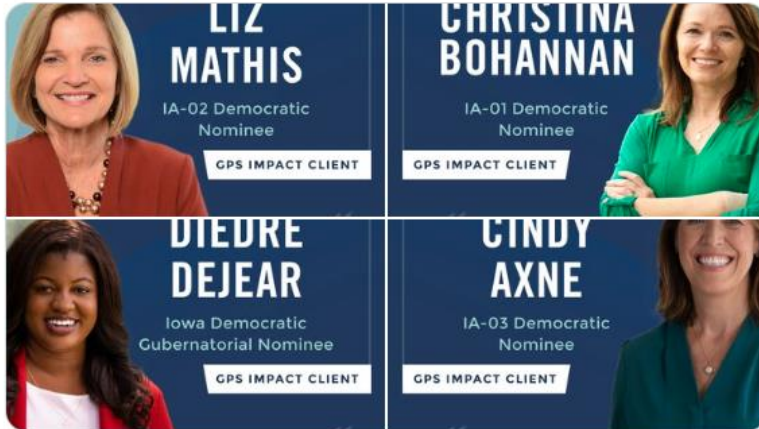 LIZ
MATHIS
IA-02 Democratic
Nominee
GPS IMPACT CLIENT
CHRISTINA
BOHANNAN
IA-01 Democratic
Nominee
GPS IMPACT CLIENT
DIEDRE
DEJEAR
Iowa Democratic
Gubernatorial Nominee
GPS IMPACT CLIENT
CINDY
AXNE
IA-03 Democratic
Nominee
GPS IMPACT CLIENT